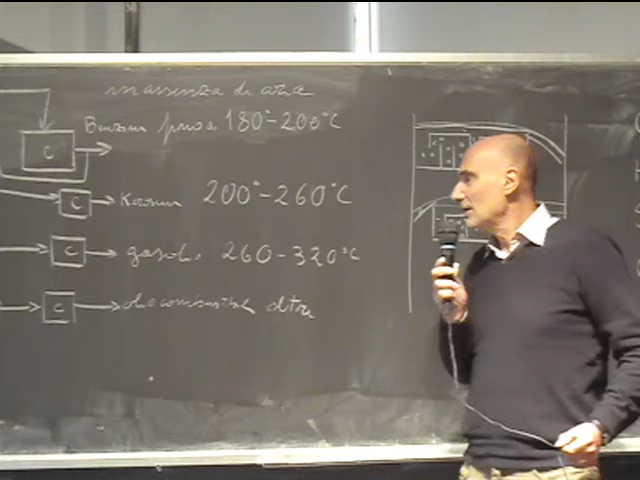 in assenza di aria
C Benzina fino a 180°-200°C
C Kerosene 200°-260°C
C gasolio 260-320°C
C olio combustibile oltre